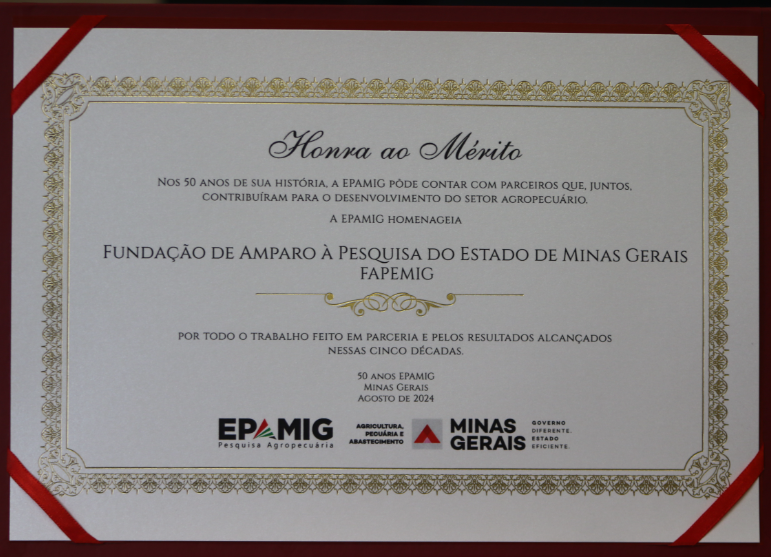 Honra ao Mérito
Nos 50 anos de sua história, a EPAMIG pôde contar com parceiros que, juntos,
contribuíram para o desenvolvimento do setor agropecuário.
A EPAMIG homenageia
Fundação de Amparo à Pesquisa do Estado de Minas Gerais
FAPEMIG
por todo o trabalho feito em parceria e pelos resultados alcançados
nessas cinco décadas.
50 anos EPAMIG
Minas Gerais
Agosto de 2024
EPAMIG
Pesquisa Agropecuária
AGRICULTURA,
PECUÁRIA E
ABASTECIMENTO
MINAS
GERAIS
GOVERNO
DIFERENTE.
ESTADO
EFICIENTE.